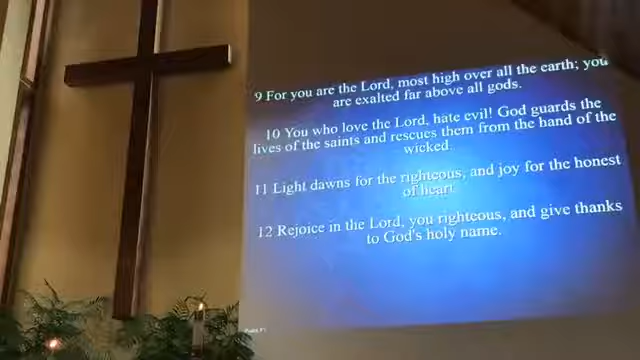 9 For you are the Lord, most high over all the earth; you
are exalted far above all gods.
10 You who love the Lord, hate evil! God guards the
lives of the saints and rescues them from the hand of the
wicked.
11 Light dawns for the righteous, and joy for the honest
of heart.
12 Rejoice in the Lord, you righteous, and give thanks
to God's holy name.
Psalm